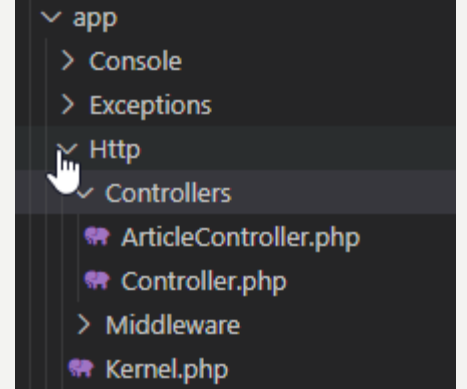 app
Console
Exceptions
Http
Controllers
ArticleController.php
Controller.php
Middleware
Kernel.php